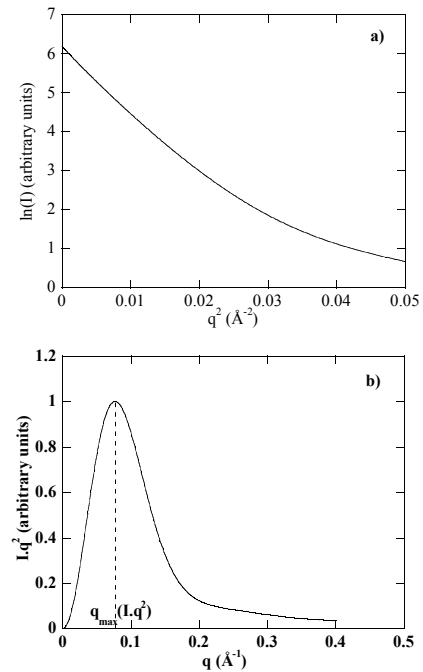 7
6
5
4
3
2
1
0
ln(I) (arbitrary units)
a)
0 0.01 0.02 0.03 0.04 0.05
q² (Å⁻²)
1.2
1
0.8
0.6
0.4
0.2
0
I.q² (arbitrary units)
b)
q_max(I.q²)
0 0.1 0.2 0.3 0.4 0.5
q (Å⁻¹)